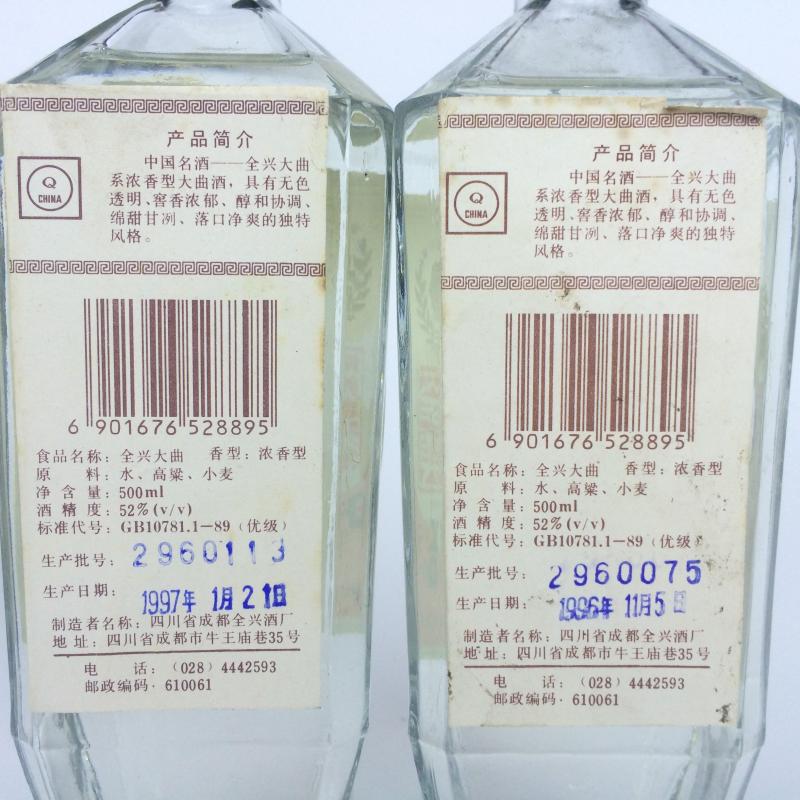 产品简介
Q
CHINA
中国名酒——全兴大曲
系浓香型大曲酒，具有无色
透明、窖香浓郁、醇和协调、
绵甜甘冽、落口净爽的独特
风格。
6 901676 528895
食品名称：全兴大曲 香型：浓香型
原 料：水、高粱、小麦
净 含 量：500ml
酒 精 度：52%(v/v)
标准代号：GB10781.1-89（优级）
生产批号：2960113
生产日期：1997年 1月21日
制造者名称：四川省成都全兴酒厂
地 址：四川省成都市牛王庙巷35号
电 话：（028）4442593
邮政编码·610061
产品简介
Q
CHINA
中国名酒——全兴大曲
系浓香型大曲酒，具有无色
透明、窖香浓郁、醇和协调、
绵甜甘冽、落口净爽的独特
风格。
6 901676 528895
食品名称：全兴大曲 香型：浓香型
原 料：水、高粱、小麦
净 含 量：500ml
酒 精 度：52%(v/v)
标准代号：GB10781.1-89（优级）
生产批号：2960075
生产日期：1996年 11月5日
制造者名称：四川省成都全兴酒厂
地 址：四川省成都市牛王庙巷35号
电 话：（028）4442593
邮政编码·610061